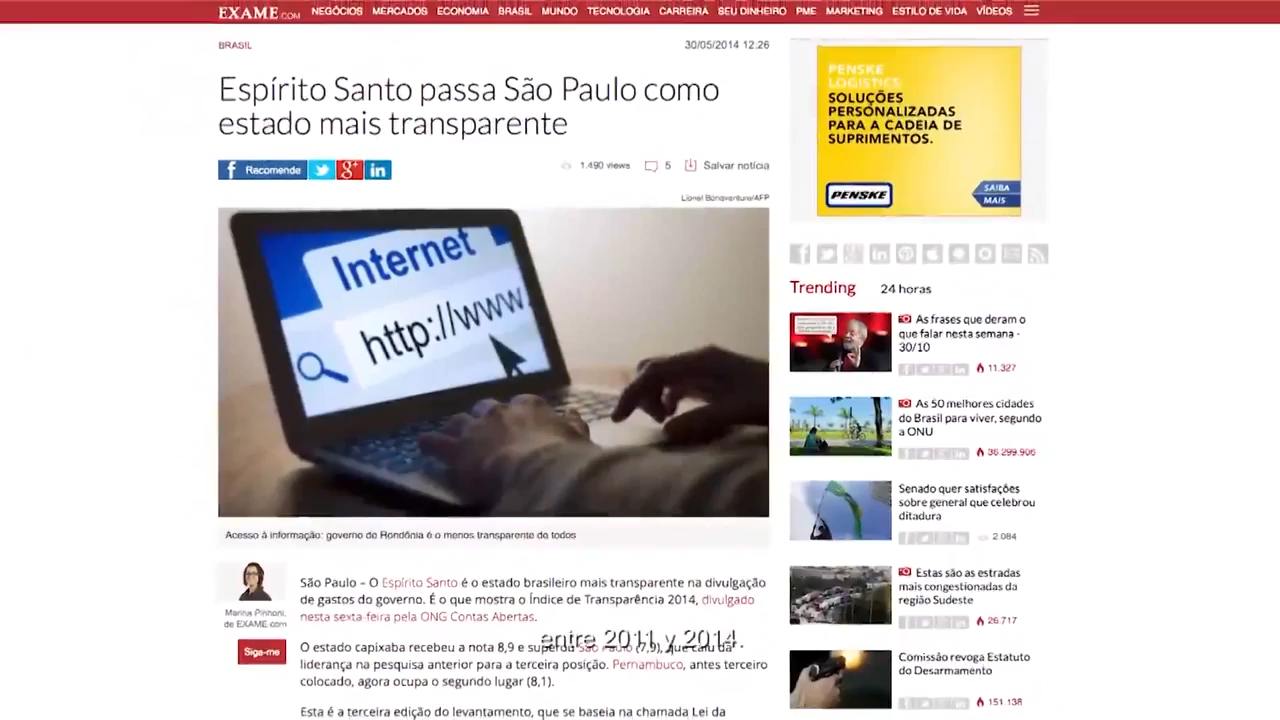 EXAME.COM NEGÓCIOS MERCADOS ECONOMIA BRASIL MUNDO TECNOLOGIA CARREIRA SEU DINHEIRO PME MARKETING ESTILO DE VIDA VÍDEOS
BRASIL
30/05/2014 12:26
Espírito Santo passa São Paulo como
estado mais transparente
Recomende
1.490 views 5 Salvar notícia
Lionel Bonaventure/AFP
Internet
http://www.
Acesso à informação: governo de Rondônia é o menos transparente de todos
Marina Pinhoni,
de EXAME.com
Siga-me
São Paulo – O Espírito Santo é o estado brasileiro mais transparente na divulgação
de gastos do governo. É o que mostra o Índice de Transparência 2014, divulgado
nesta sexta-feira pela ONG Contas Abertas.
O estado capixaba recebeu a nota 8,9 e superou São Paulo (7,9), que caiu da
liderança na pesquisa anterior para a terceira posição. Pernambuco, antes terceiro
colocado, agora ocupa o segundo lugar (8,1).
Esta é a terceira edição do levantamento, que se baseia na chamada Lei da
entre 2011 y 2014.
PENSKE
LOGISTICS
SOLUÇÕES
PERSONALIZADAS
PARA A CADEIA DE
SUPRIMENTOS.
PENSKE
SAIBA
MAIS
Trending 24 horas
As frases que deram o
que falar nesta semana -
30/10
11.327
As 50 melhores cidades
do Brasil para viver, segundo
a ONU
36.299.906
Senado quer satisfações
sobre general que celebrou
ditadura
2.084
Estas são as estradas
mais congestionadas da
região Sudeste
26.717
Comissão revoga Estatuto
do Desarmamento
151.138